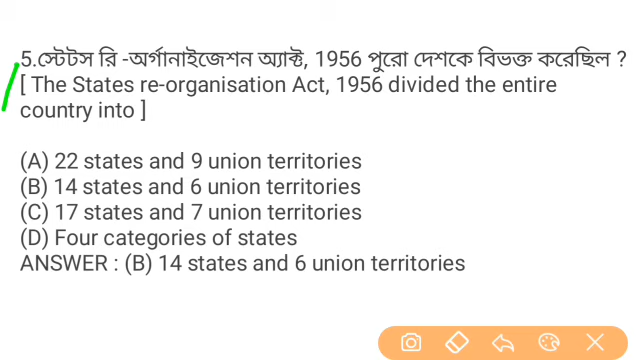 5.স্টেটস রি -অর্গানাইজেশন অ্যাক্ট, 1956 পুরো দেশকে বিভক্ত করেছিল ?
[ The States re-organisation Act, 1956 divided the entire
country into ]
(A) 22 states and 9 union territories
(B) 14 states and 6 union territories
(C) 17 states and 7 union territories
(D) Four categories of states
ANSWER : (B) 14 states and 6 union territories